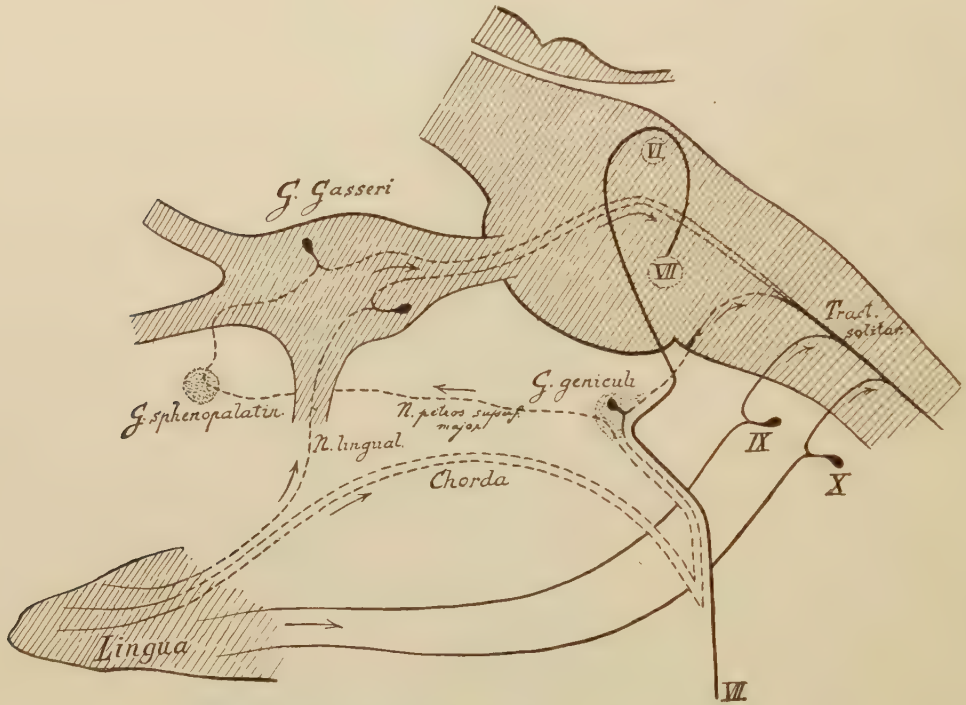 VI.
G. Gasseri
VII
Tract.
solitar.
G. sphenopalatin.
N. petros superf.
major
G. geniculi
N. lingual.
IX
Chorda
X
Lingua
VII.